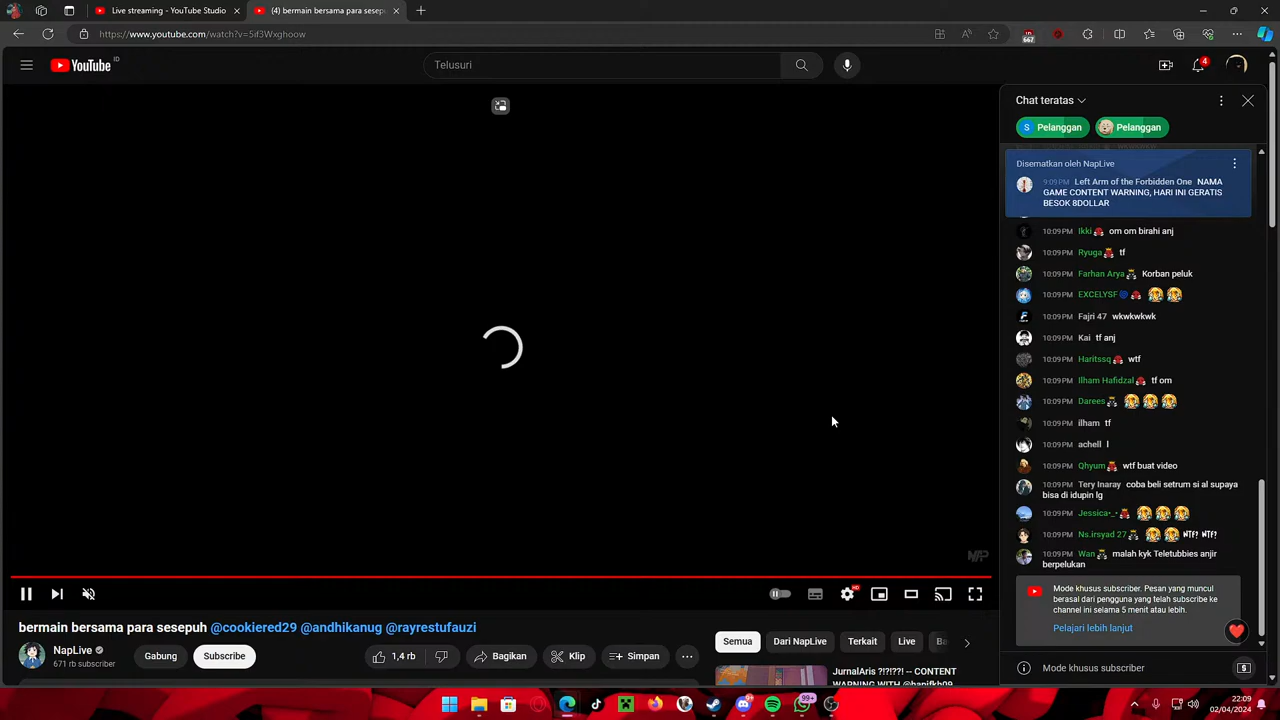 Live streaming - YouTube Studio
(4) bermain bersama para sesep
https://www.youtube.com/watch?v=5if3Wxghoow
667
YouTube ID
Telusuri
4
Chat teratas
S Pelanggan
Pelanggan
Disematkan oleh NapLive
9:09 PM Left Arm of the Forbidden One NAMA
GAME CONTENT WARNING, HARI INI GERATIS
BESOK 8DOLLAR
10:09 PM Ikki om om birahi anj
10:09 PM Ryuga tf
10:09 PM Farhan Arya Korban peluk
10:09 PM EXCELYSF
10:09 PM Fajri 47 wkwkwkwk
10:09 PM Kai tf anj
10:09 PM Haritssq wtf
10:09 PM Ilham Hafidzal tf om
10:09 PM Darees
10:09 PM ilham tf
10:09 PM achell l
10:09 PM Qhyum wtf buat video
10:09 PM Tery Inaray coba beli setrum si al supaya
bisa di idupin lg
10:09 PM Jessica•_•
10:09 PM Ns.irsyad 27 WTF? WTF?
10:09 PM Wan malah kyk Teletubbies anjir
berpelukan
Mode khusus subscriber. Pesan yang muncul
berasal dari pengguna yang telah subscribe ke
channel ini selama 5 menit atau lebih.
Pelajari lebih lanjut
Mode khusus subscriber
NAP
HD
bermain bersama para sesepuh @cookiered29 @andhikanug @rayrestufauzi
NapLive
671 rb subscriber
Gabung
Subscribe
1,4 rb
Bagikan
Klip
Simpan
Semua
Dari NapLive
Terkait
Live
Ba
JurnalAris ?!?!??! -- CONTENT
WARNING WITH @hanifkh09
99+
22:09
02/04/2024